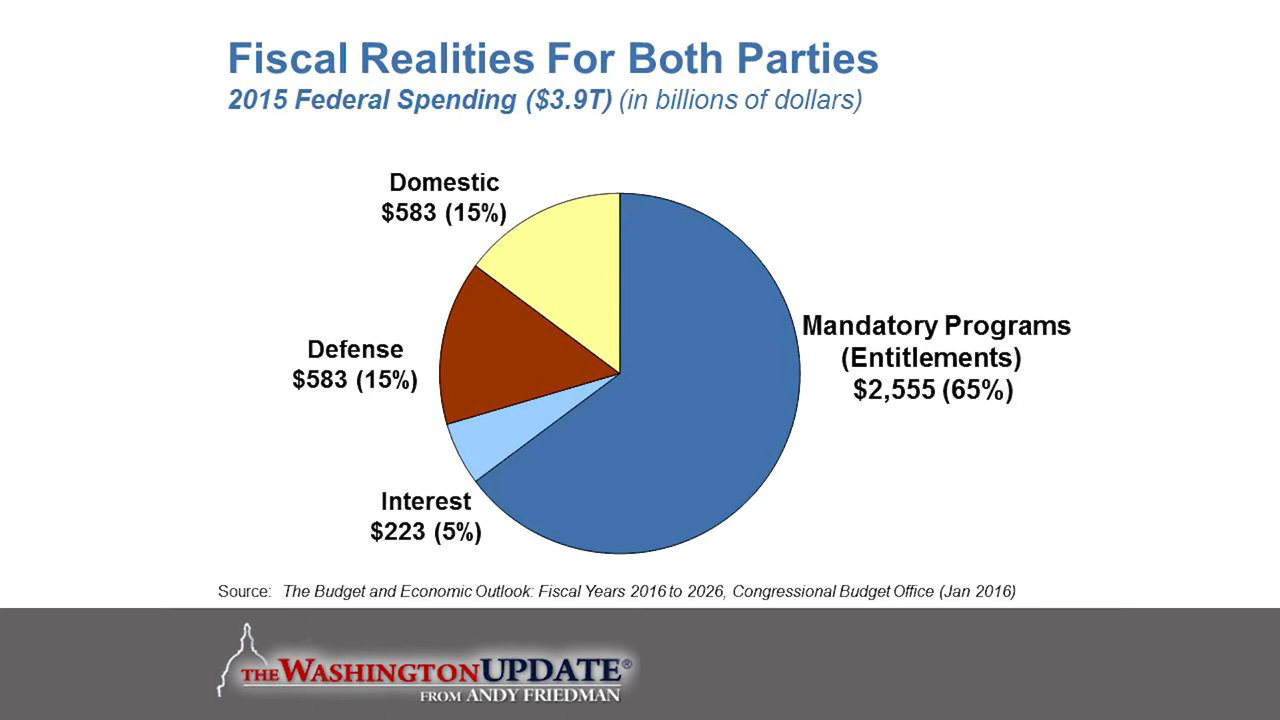 Fiscal Realities For Both Parties
2015 Federal Spending ($3.9T) (in billions of dollars)
Domestic
$583 (15%)
Mandatory Programs
(Entitlements)
$2,555 (65%)
Defense
$583 (15%)
Interest
$223 (5%)
Source: The Budget and Economic Outlook: Fiscal Years 2016 to 2026, Congressional Budget Office (Jan 2016)
THE WASHINGTON UPDATE®
FROM ANDY FRIEDMAN